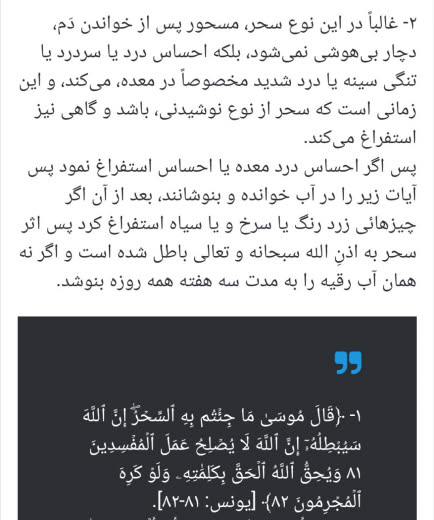 ۲- غالباً در این نوع سحر، مسحور پس از خواندن دَم،
دچار بی‌هوشی نمی‌شود، بلکه احساس درد یا سردرد یا
تنگی سینه یا درد شدید مخصوصاً در معده، می‌کند، و این
زمانی است که سحر از نوع نوشیدنی، باشد و گاهی نیز
استفراغ می‌کند.
پس اگر احساس درد معده یا احساس استفراغ نمود پس
آیات زیر را در آب خوانده و بنوشانند، بعد از آن اگر
چیزهائی زرد رنگ یا سرخ و یا سیاه استفراغ کرد پس اثر
سحر به اذنِ الله سبحانه و تعالی باطل شده است و اگر نه
همان آب رقیه را به مدت سه هفته همه روزه بنوشد.
۱- ﴿قَالَ مُوسَىٰ مَا جِئۡتُم بِهِ ٱلسِّحۡرُۖ إِنَّ ٱللَّهَ
سَيُبۡطِلُهُۥٓ إِنَّ ٱللَّهَ لَا يُصۡلِحُ عَمَلَ ٱلۡمُفۡسِدِينَ
٨١ وَيُحِقُّ ٱللَّهُ ٱلۡحَقَّ بِكَلِمَٰتِهِۦ وَلَوۡ كَرِهَ
ٱلۡمُجۡرِمُونَ ٨٢﴾ [یونس: ۸۱-۸۲].